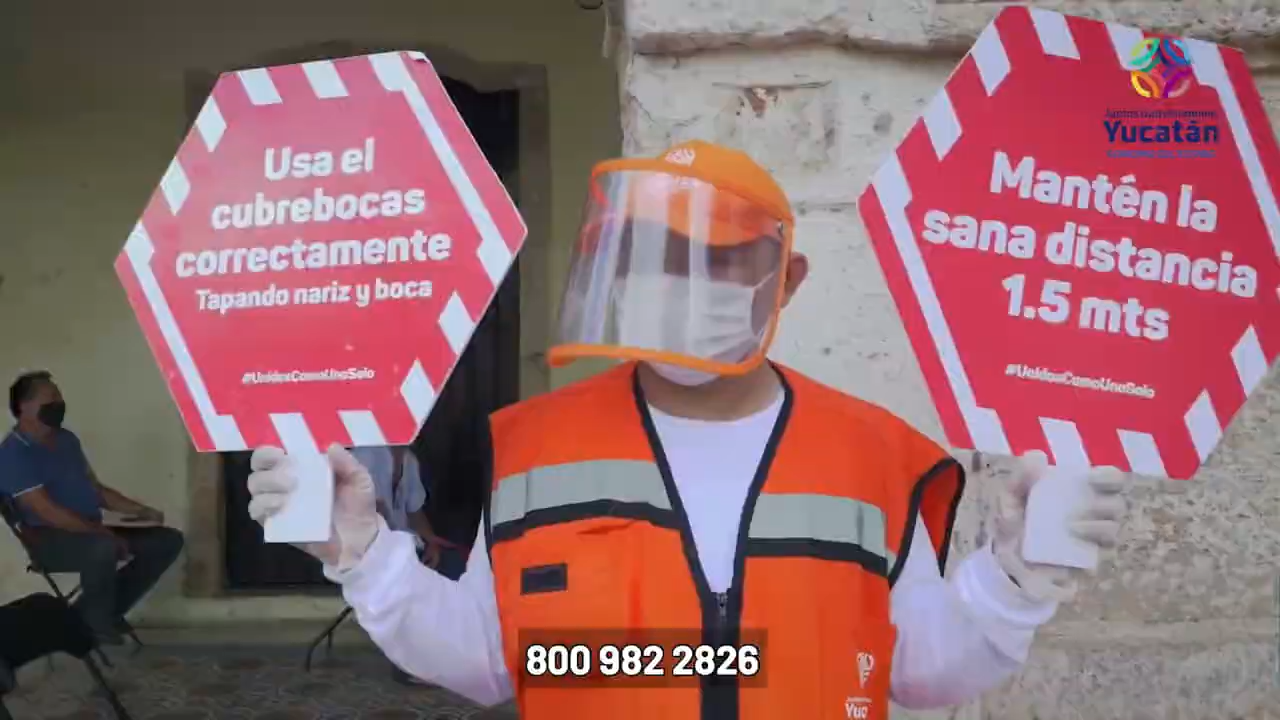 Usa el
cubrebocas
correctamente
Tapando nariz y boca
#UnidosComoUnoSolo
Yucatán
Mantén la
sana distancia
1.5 mts
#UnidosComoUnoSolo
800 982 2826
Yuc